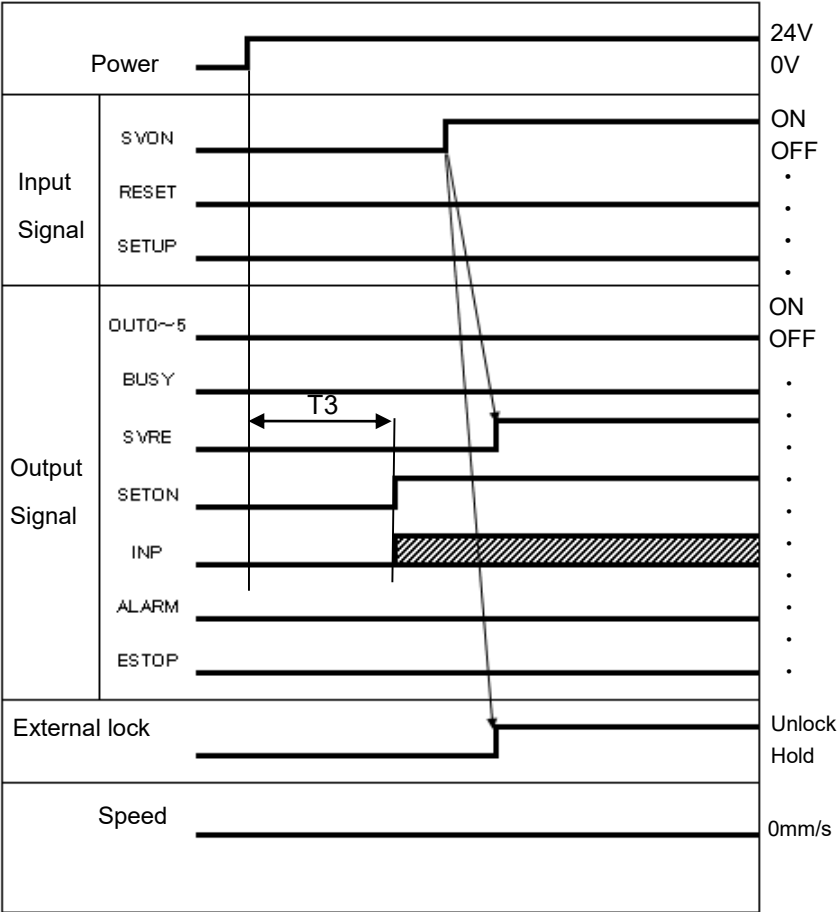 Power
24V
0V
Input
Signal
SVON
RESET
SETUP
ON
OFF
Output
Signal
OUT0～5
BUSY
SVRE
SETON
INP
ALARM
ESTOP
ON
OFF
T3
External lock
Unlock
Hold
Speed
0mm/s